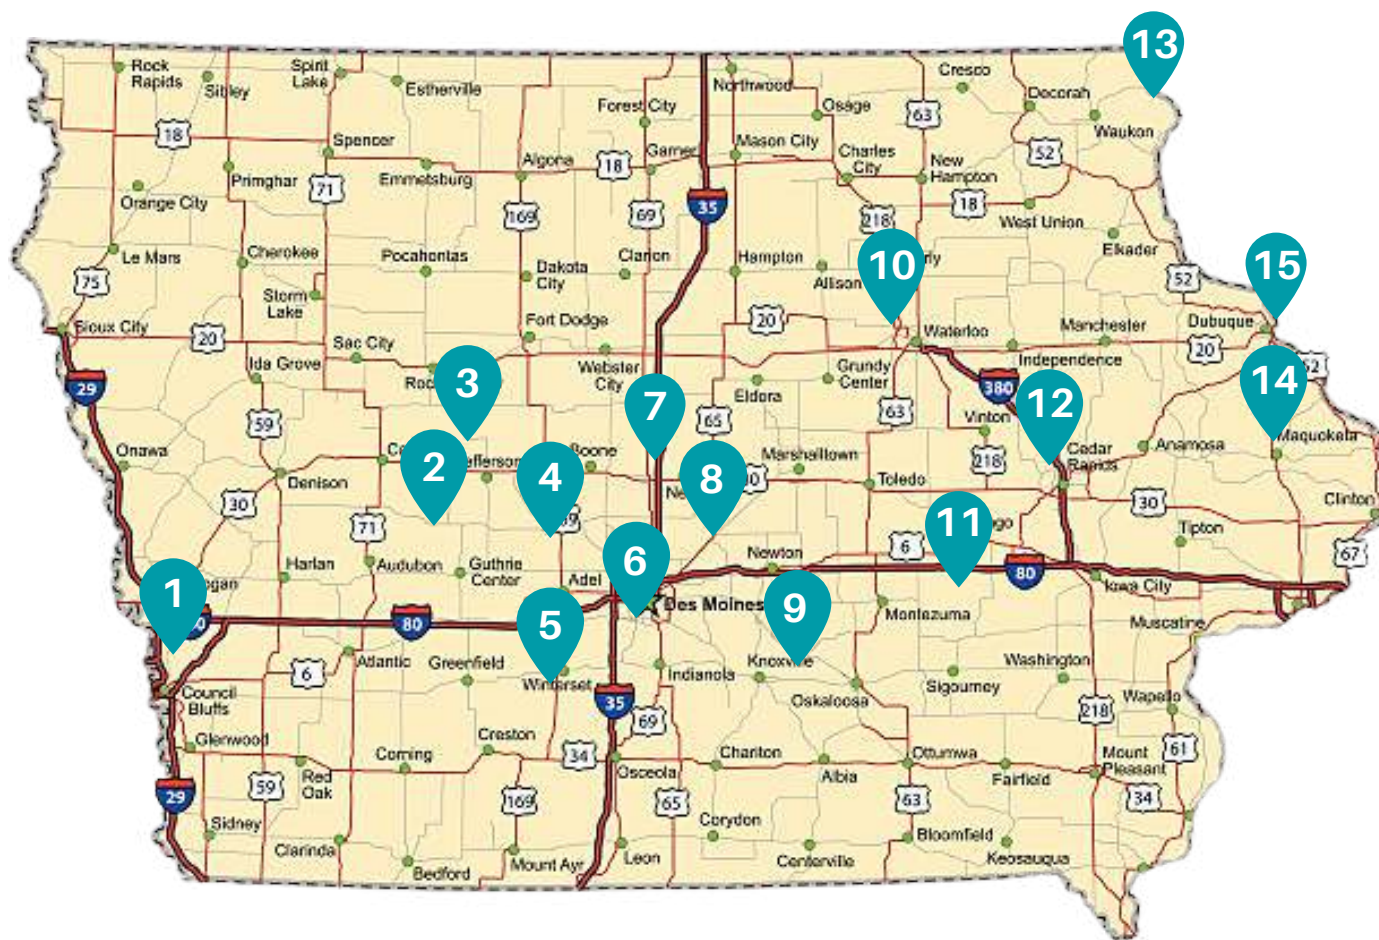 13
Rock
Rapids
Sibley
Spirit
Lake
Estherville
Northwood
Cresco
Decorah
Forest City
Osage
Waukon
18
Spencer
Primghar
Emmetsburg
Algona
18
Garner
Mason City
Charles
City
63
New
Hampton
52
71
169
69
35
218
18
West Union
Orange City
Le Mars
Cherokee
Pocahontas
Dakota
City
Clarion
Hampton
Allison
10
Elkader
52
15
75
Storm
Lake
Fort Dodge
20
Waterloo
Manchester
Dubuque
Sioux City
20
Sac City
Webster
City
Grundy
Center
Independence
20
Ida Grove
3
Eldora
380
14
29
59
7
65
63
Vinton
12
Onawa
2
Jefferson
4
Boone
8
Marshalltown
218
Cedar
Rapids
Anamosa
Maquoketa
Denison
30
71
Toledo
30
Clinton
Tipton
11
6
67
Harlan
Audubon
Guthrie
Center
6
Newton
80
Iowa City
1
Adel
Des Moines
9
Montezuma
Muscatine
80
5
Atlantic
Greenfield
Winterset
Indianola
Knoxville
Washington
6
Council
Bluffs
35
Oskaloosa
Sigourney
Wapello
69
218
Glenwood
Corning
Creston
34
Osceola
Chariton
Albia
Ottumwa
Fairfield
Mount
Pleasant
61
29
59
Red
Oak
169
65
63
34
Sidney
Clarinda
Bedford
Mount Ayr
Leon
Corydon
Centerville
Bloomfield
Keosauqua